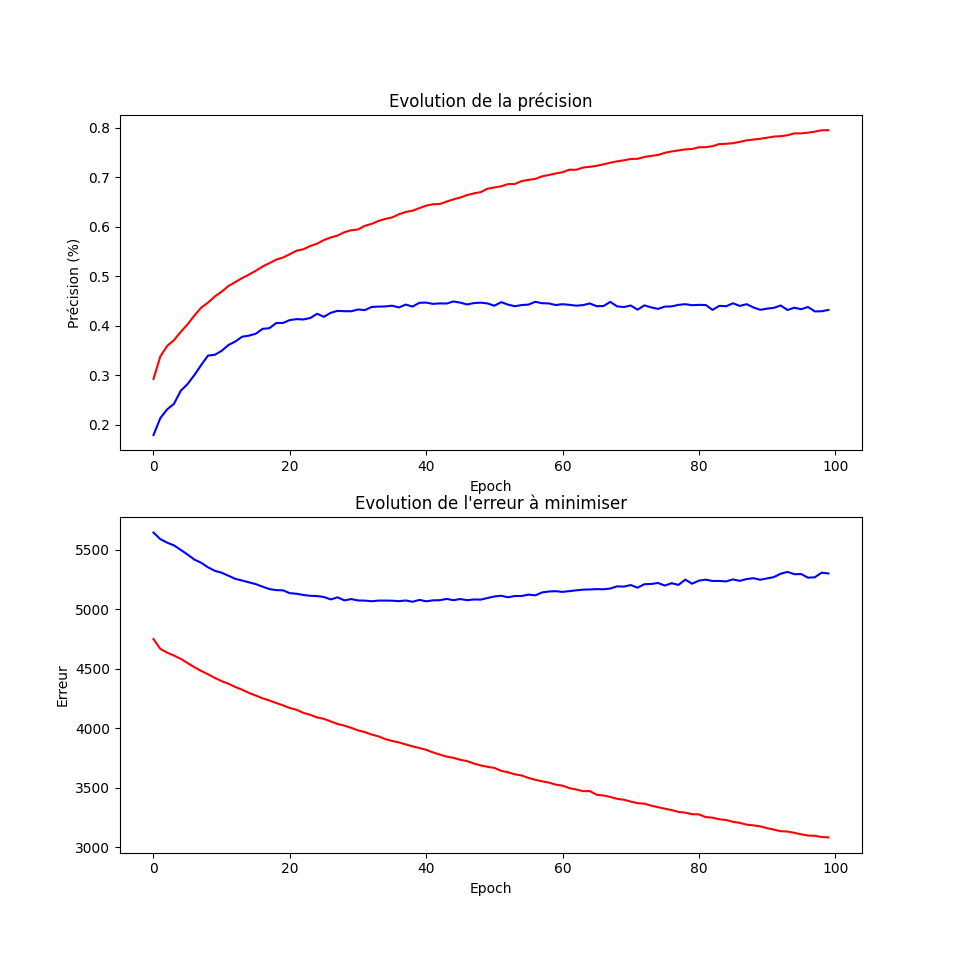 Evolution de la précision
Précision (%)
0.8
0.7
0.6
0.5
0.4
0.3
0.2
0 20 40 60 80 100
Epoch
Evolution de l'erreur à minimiser
Erreur
5500
5000
4500
4000
3500
3000
0 20 40 60 80 100
Epoch